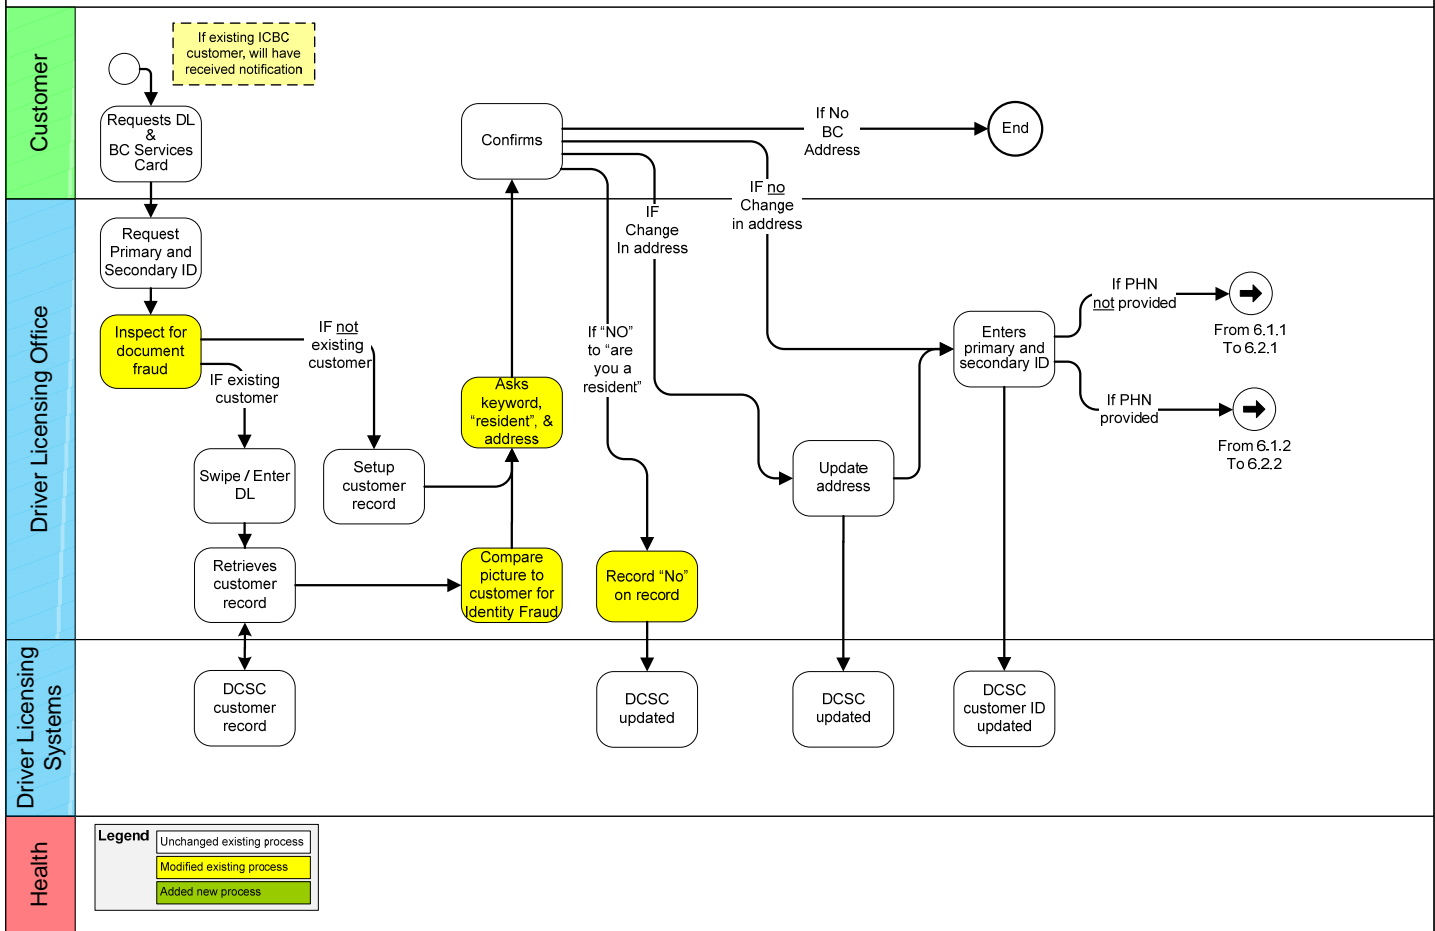 Customer
If existing ICBC
customer, will have
received notification
Requests DL
&
BC Services
Card
Confirms
If No
BC
Address
End
IF no
Change
in address
IF
Change
In address
Driver Licensing Office
Request
Primary and
Secondary ID
Inspect for
document
fraud
IF not
existing
customer
IF existing
customer
Swipe / Enter
DL
Setup
customer
record
Retrieves
customer
record
Asks
keyword,
“resident”, &
address
Compare
picture to
customer for
Identity Fraud
If “NO”
to “are
you a
resident”
Record “No”
on record
Update
address
Enters
primary and
secondary ID
If PHN
not provided
From 6.1.1
To 6.2.1
If PHN
provided
From 6.1.2
To 6.2.2
Driver Licensing
Systems
DCSC
customer
record
DCSC
updated
DCSC
updated
DCSC
customer ID
updated
Health
Legend
Unchanged existing process
Modified existing process
Added new process